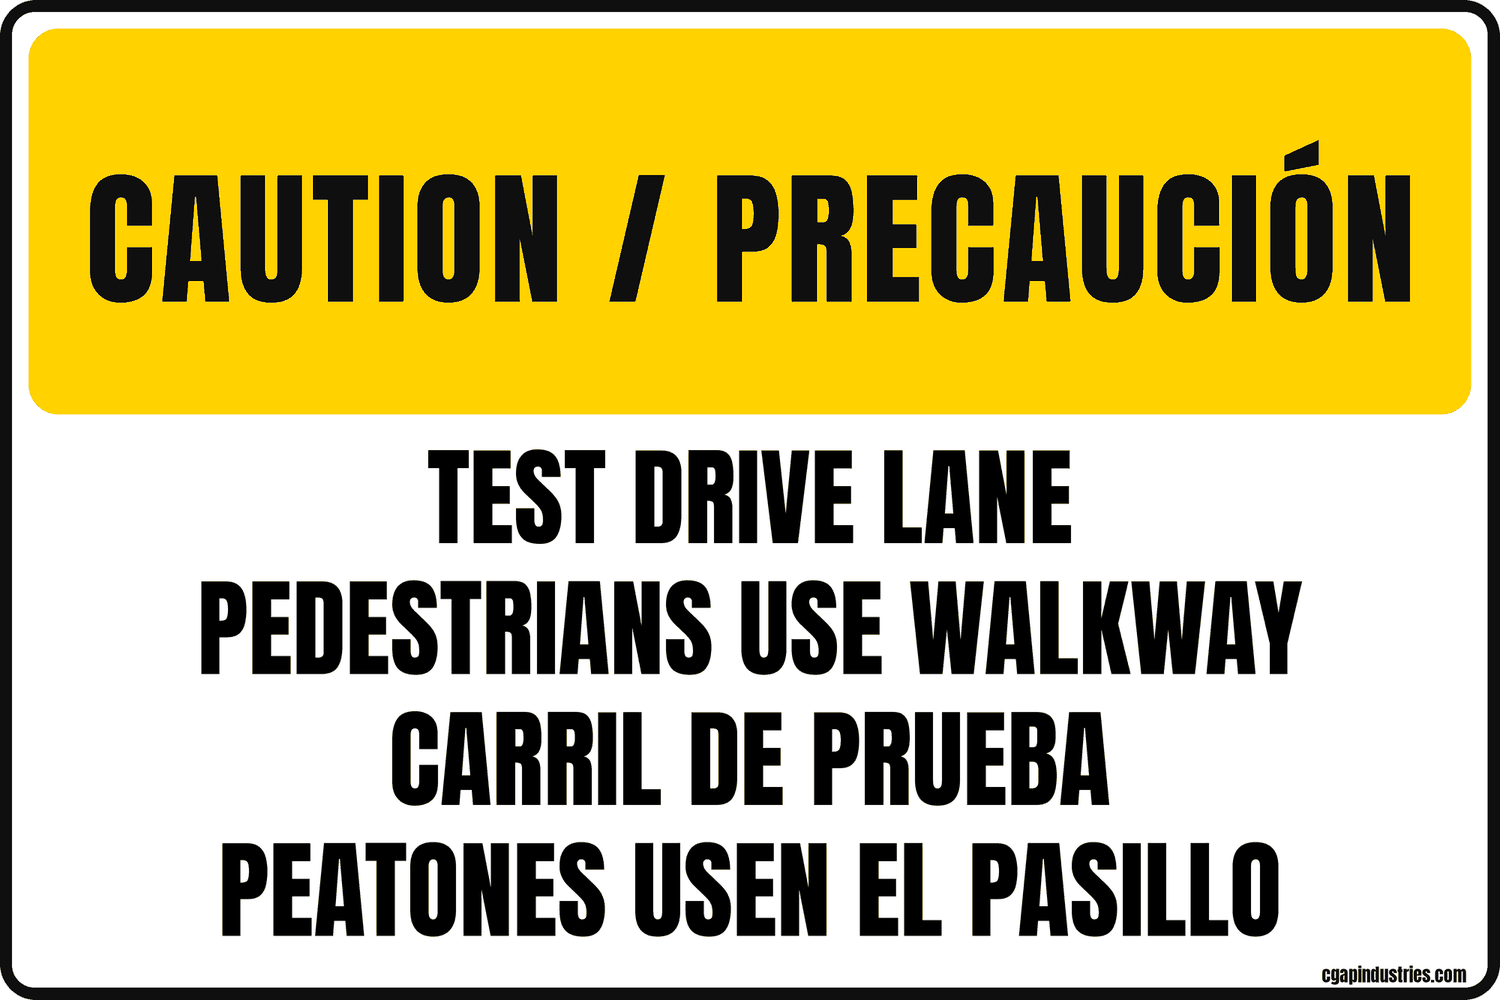 CAUTION / PRECAUCIÓN
TEST DRIVE LANE
PEDESTRIANS USE WALKWAY
CARRIL DE PRUEBA
PEATONES USEN EL PASILLO
cgapindustries.com